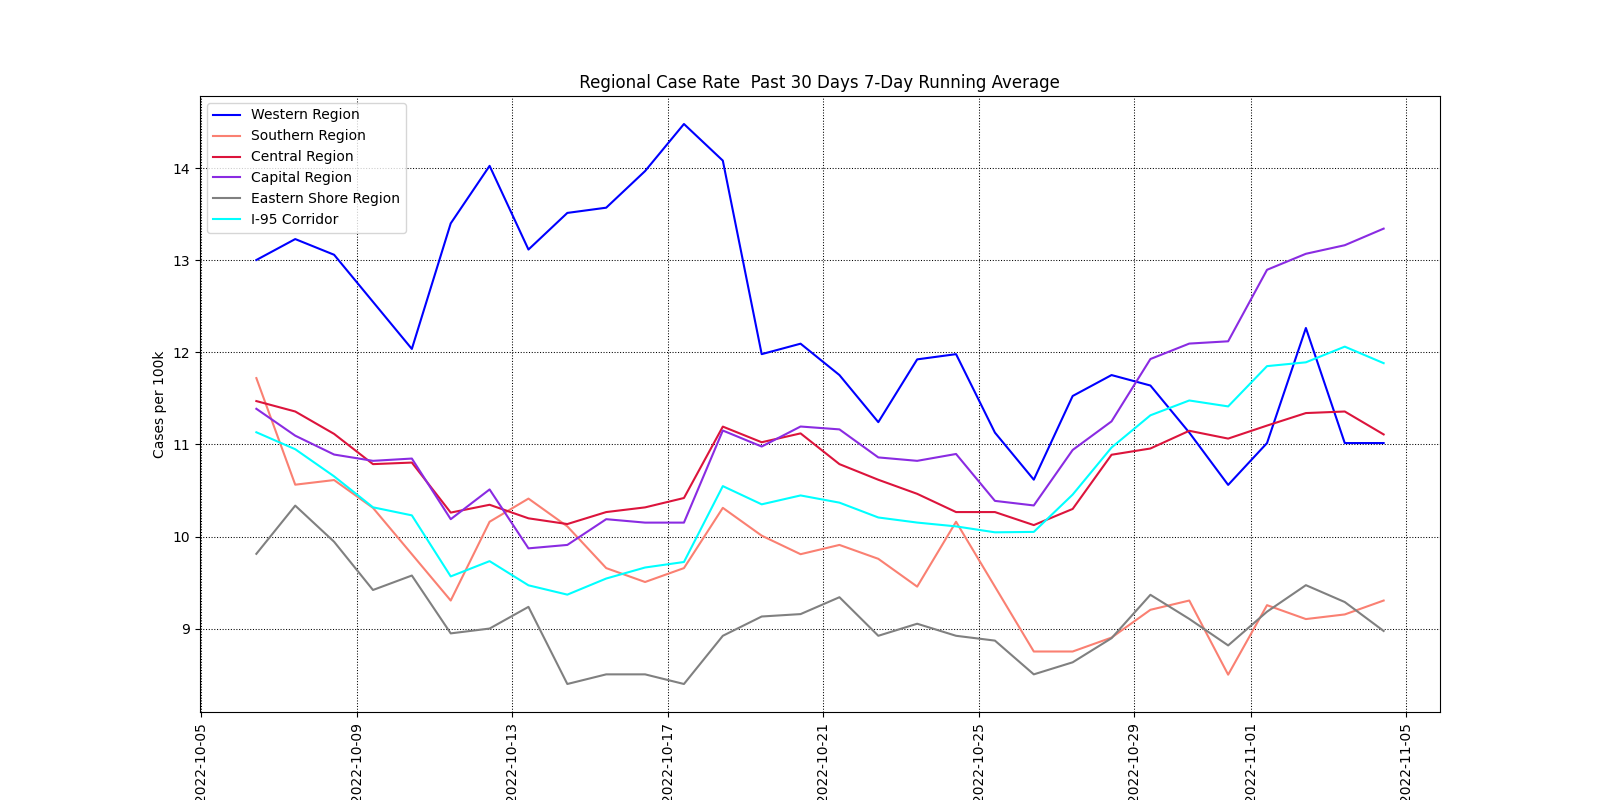 Regional Case Rate  Past 30 Days 7-Day Running Average
Western Region
Southern Region
Central Region
Capital Region
Eastern Shore Region
I-95 Corridor
Cases per 100k
14
13
12
11
10
9
2022-10-05
2022-10-09
2022-10-13
2022-10-17
2022-10-21
2022-10-25
2022-10-29
2022-11-01
2022-11-05